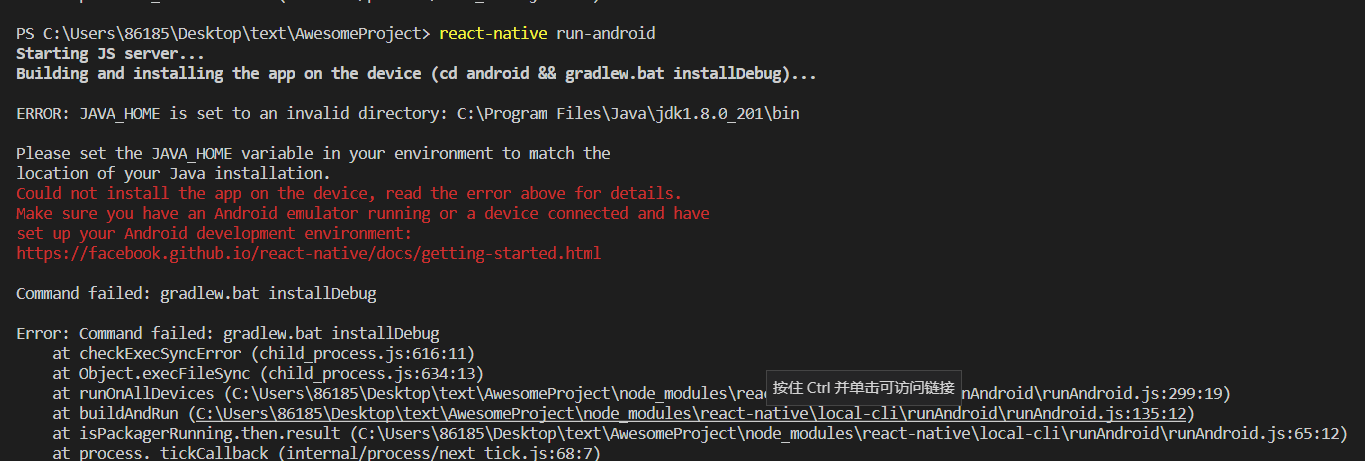 PS C:\Users\86185\Desktop\text\AwesomeProject> react-native run-android
Starting JS server...
Building and installing the app on the device (cd android && gradlew.bat installDebug)...
ERROR: JAVA_HOME is set to an invalid directory: C:\Program Files\Java\jdk1.8.0_201\bin
Please set the JAVA_HOME variable in your environment to match the
location of your Java installation.
Could not install the app on the device, read the error above for details.
Make sure you have an Android emulator running or a device connected and have
set up your Android development environment:
https://facebook.github.io/react-native/docs/getting-started.html
Command failed: gradlew.bat installDebug
Error: Command failed: gradlew.bat installDebug
at checkExecSyncError (child_process.js:616:11)
at Object.execFileSync (child_process.js:634:13)
at runOnAllDevices (C:\Users\86185\Desktop\text\AwesomeProject\node_modules\reac nAndroid\runAndroid.js:299:19)
按住 Ctrl 并单击可访问链接
at buildAndRun (C:\Users\86185\Desktop\text\AwesomeProject\node_modules\react-native\local-cli\runAndroid\runAndroid.js:135:12)
at isPackagerRunning.then.result (C:\Users\86185\Desktop\text\AwesomeProject\node_modules\react-native\local-cli\runAndroid\runAndroid.js:65:12)
at process._tickCallback (internal/process/next_tick.js:68:7)